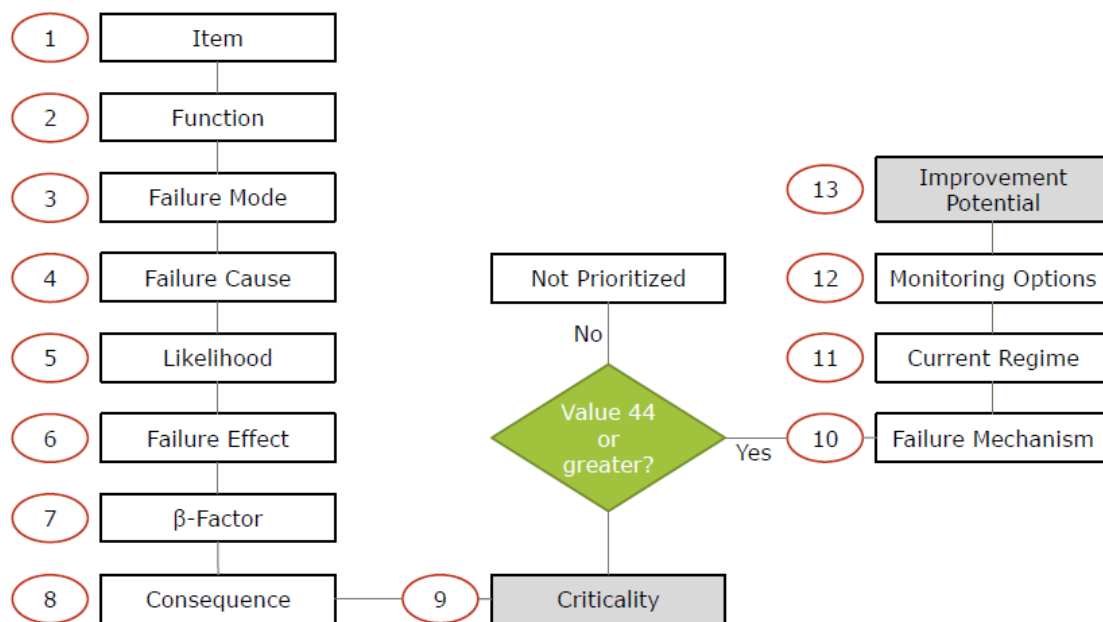 1
Item
2
Function
3
Failure Mode
4
Failure Cause
5
Likelihood
6
Failure Effect
7
β-Factor
8
Consequence
9
Criticality
Value 44
or
greater?
No
Not Prioritized
Yes
10
Failure Mechanism
11
Current Regime
12
Monitoring Options
13
Improvement
Potential